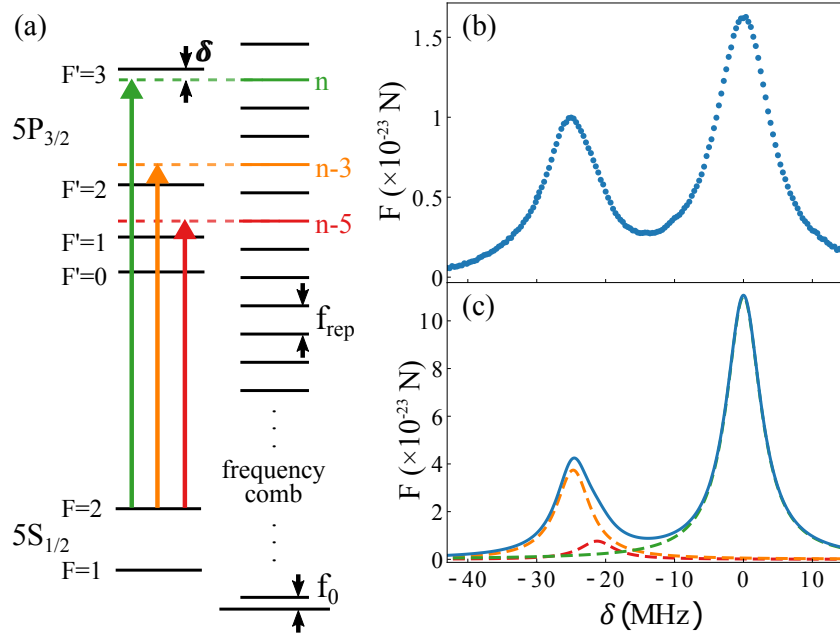 (a)
δ
F'=3
n
5P3/2
n-3
F'=2
n-5
F'=1
F'=0
frep
frequency
comb
F=2
5S1/2
F=1
f0
(b)
F (×10⁻²³ N)
1.5
1
0.5
0
(c)
F (×10⁻²³ N)
10
8
6
4
2
0
−40 −30 −20 −10 0 10
δ (MHz)